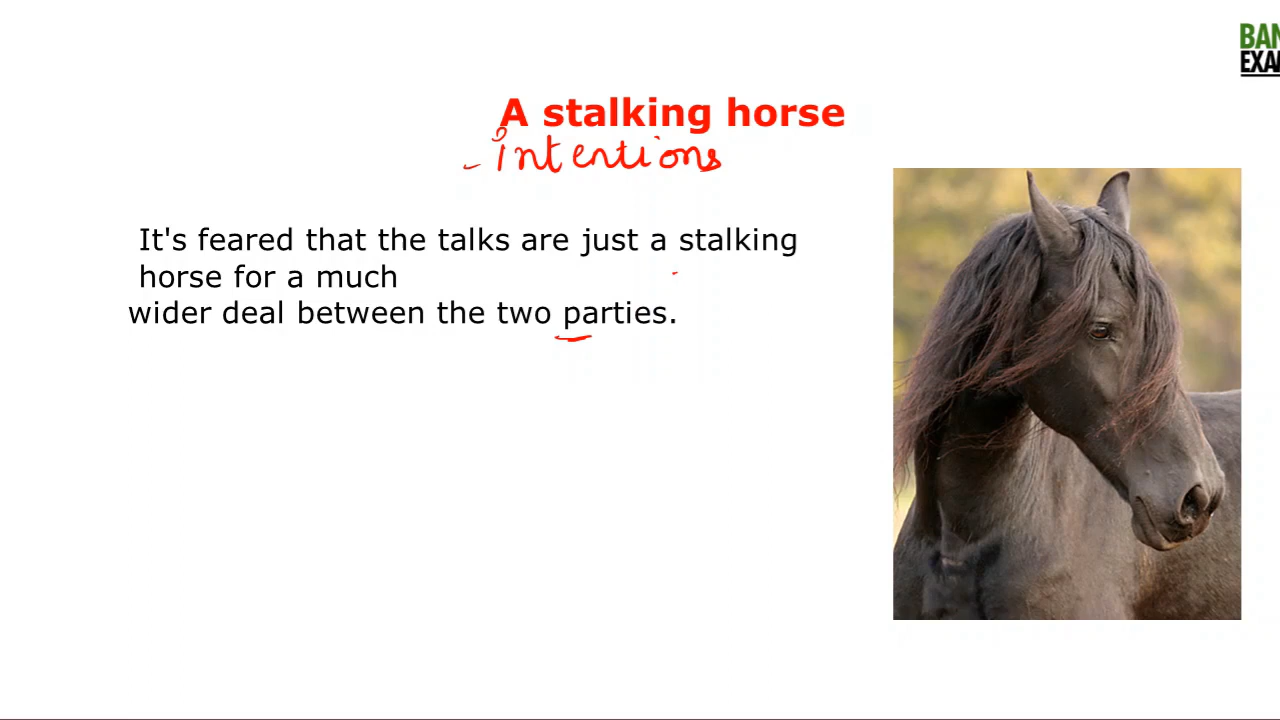 BAN
EXA
A stalking horse
- intentions
It's feared that the talks are just a stalking
horse for a much
wider deal between the two parties.